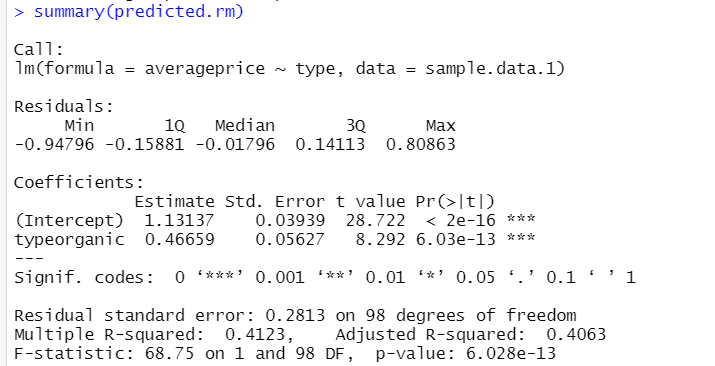 > summary(predicted.rm)
Call:
lm(formula = averageprice ~ type, data = sample.data.1)
Residuals:
     Min       1Q   Median       3Q      Max
-0.94796 -0.15881 -0.01796  0.14113  0.80863
Coefficients:
            Estimate Std. Error t value Pr(>|t|)
(Intercept)  1.13137    0.03939  28.722  < 2e-16 ***
typeorganic  0.46659    0.05627   8.292 6.03e-13 ***
---
Signif. codes:  0 ‘***’ 0.001 ‘**’ 0.01 ‘*’ 0.05 ‘.’ 0.1 ‘ ’ 1
Residual standard error: 0.2813 on 98 degrees of freedom
Multiple R-squared:  0.4123,    Adjusted R-squared:  0.4063
F-statistic: 68.75 on 1 and 98 DF,  p-value: 6.028e-13